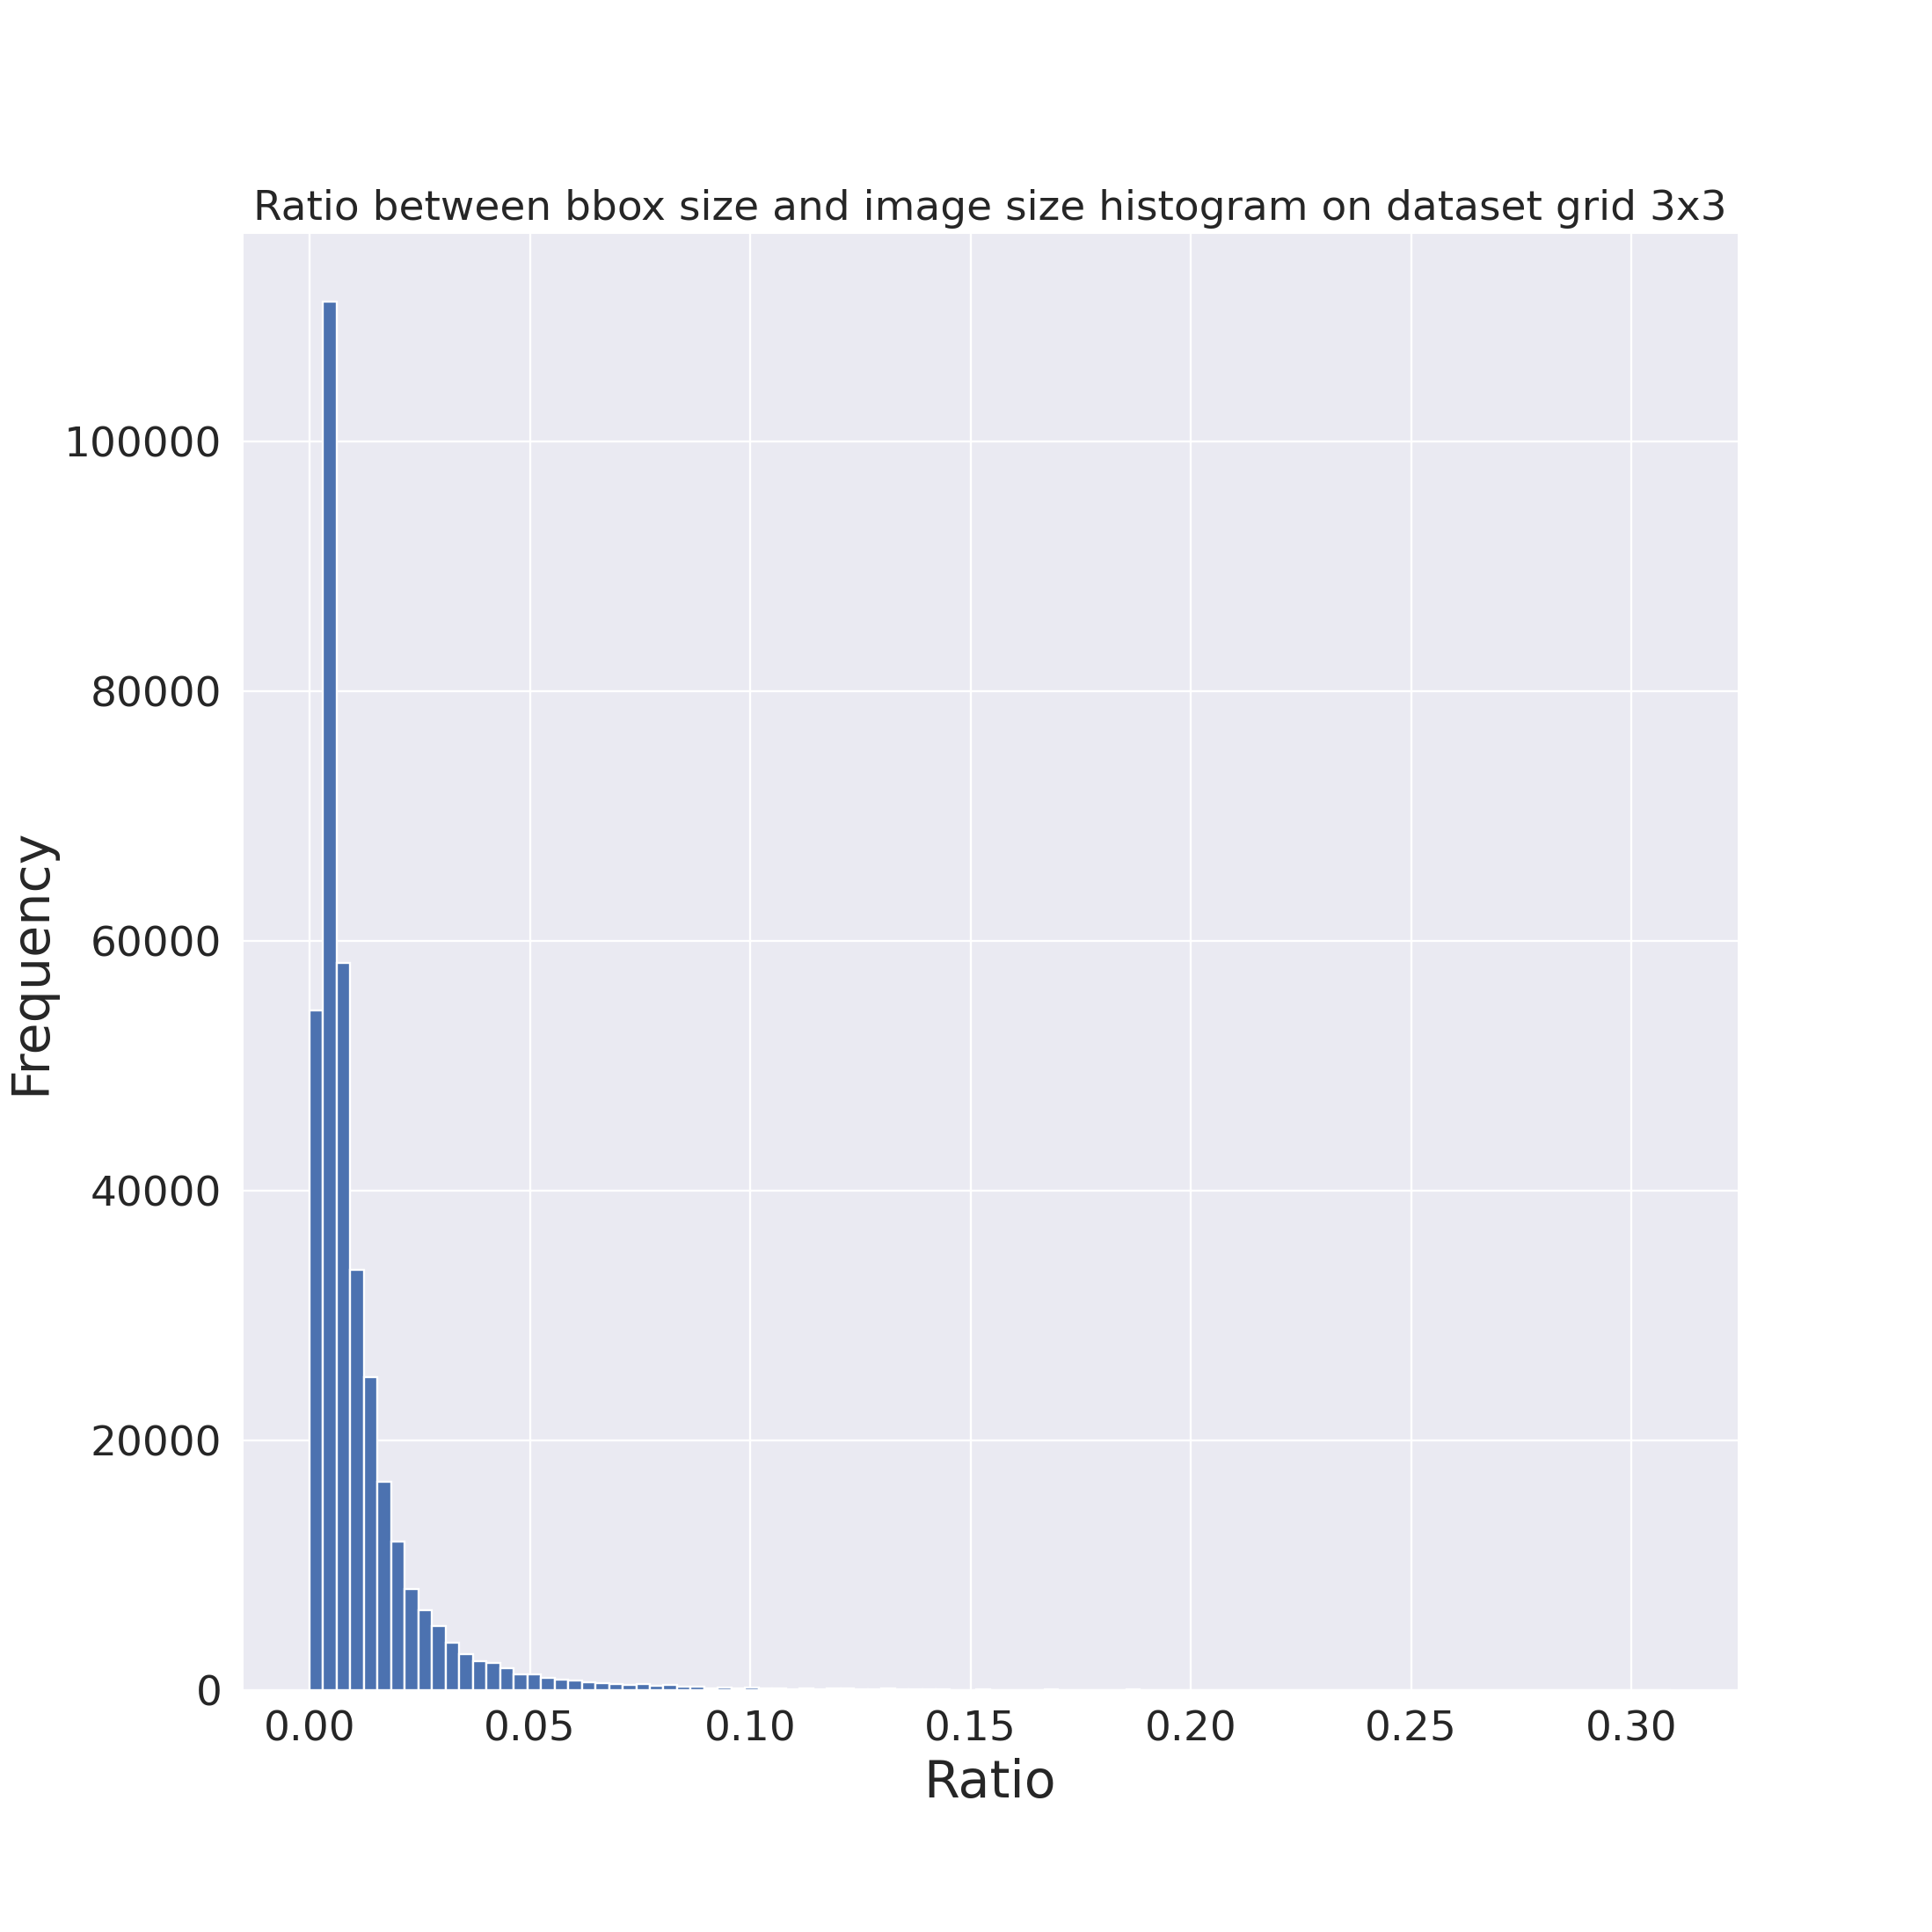 Ratio between bbox size and image size histogram on dataset grid 3x3
100000
80000
60000
40000
20000
0
Frequency
0.00 0.05 0.10 0.15 0.20 0.25 0.30
Ratio